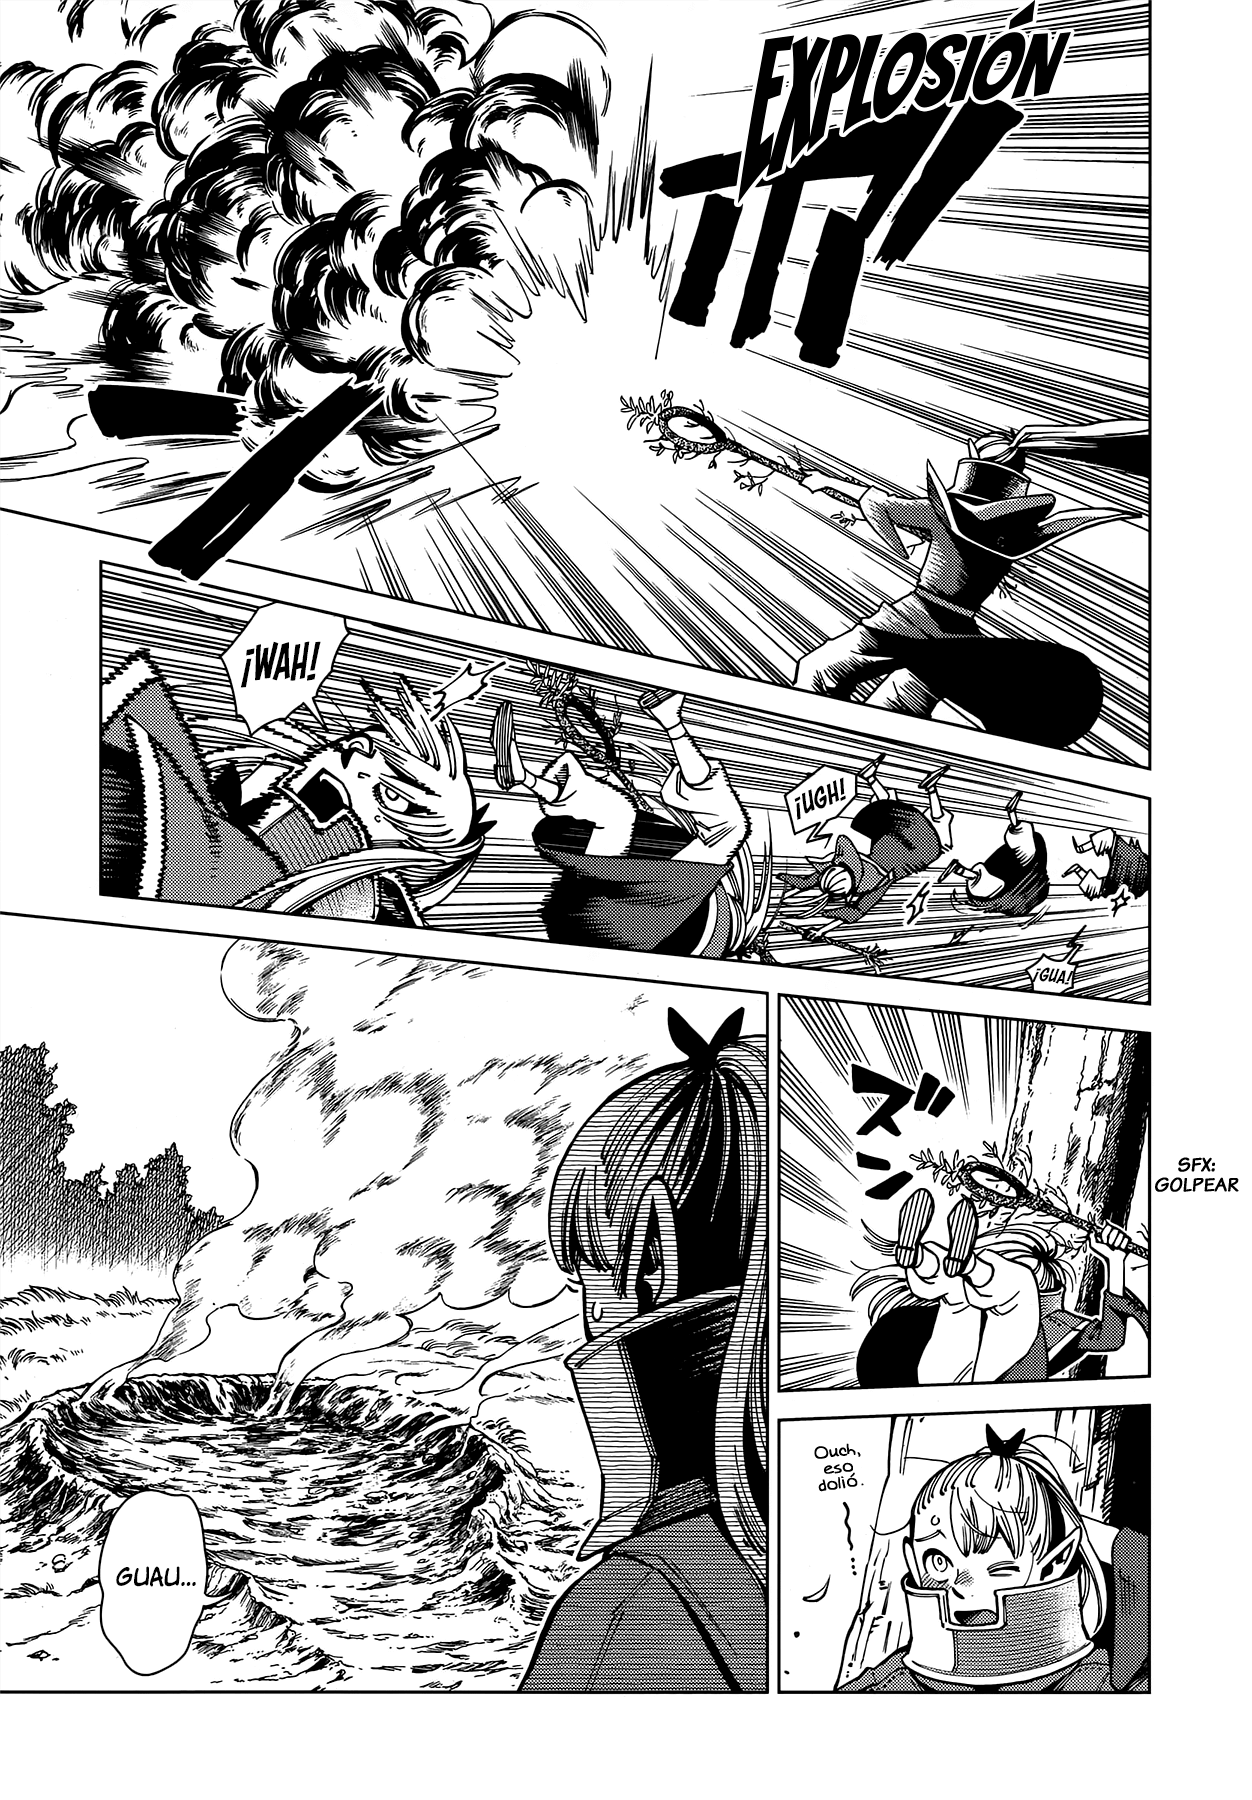 EXPLOSIÓN
¡WAH!
¡UGH!
¡GUA!
ズン
SFX:
GOLPEAR
Ouch,
eso
dolió.
GUAU...